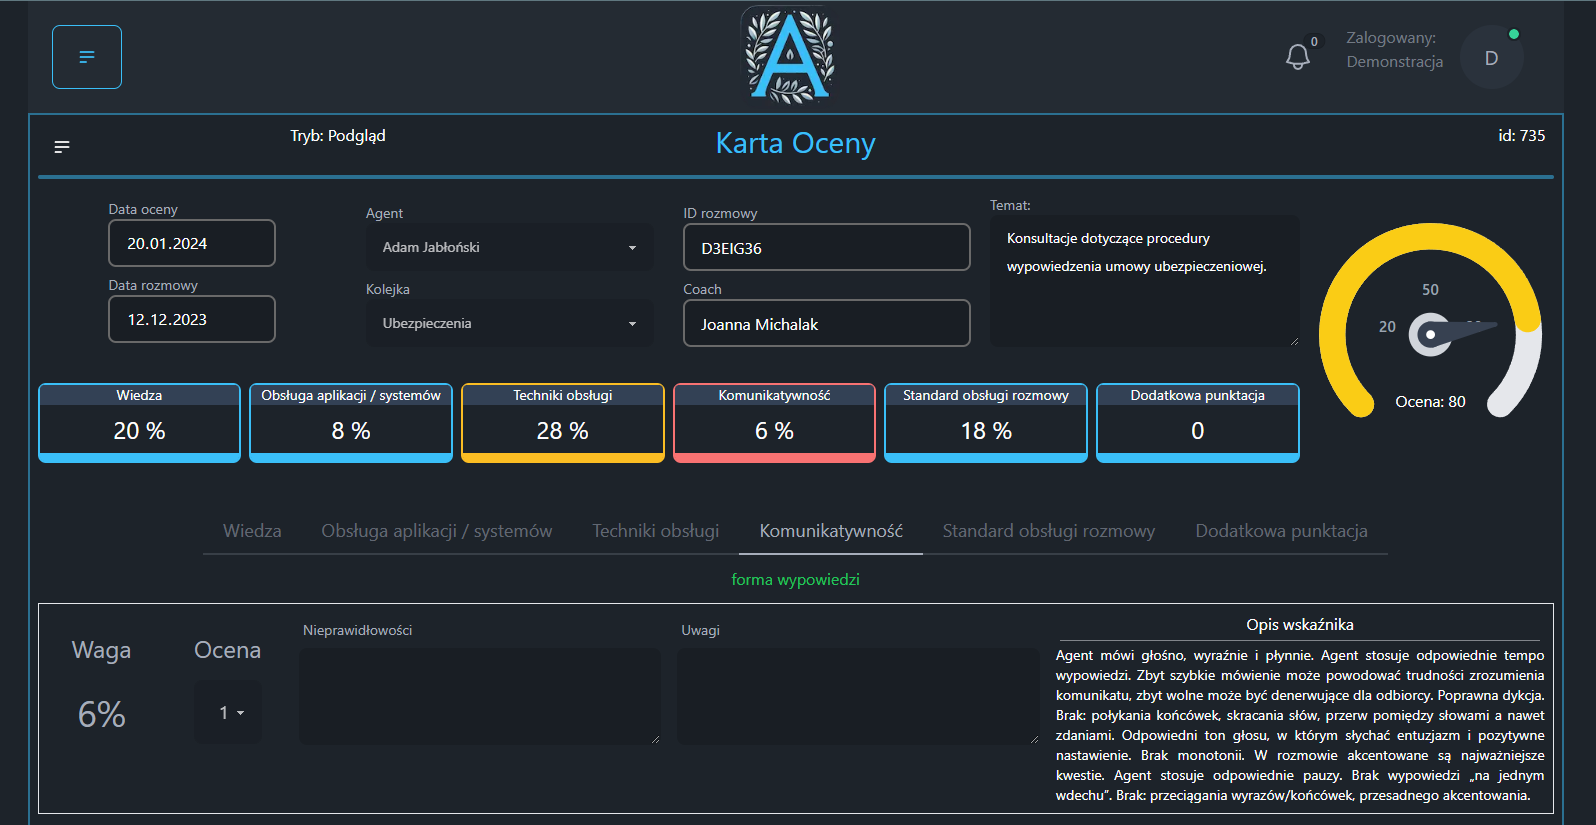 A
0
Zalogowany:
Demonstracja
D
Tryb: Podgląd
Karta Oceny
id: 735
Data oceny
20.01.2024
Data rozmowy
12.12.2023
Agent
Adam Jabłoński
Kolejka
Ubezpieczenia
ID rozmowy
D3EIG36
Coach
Joanna Michalak
Temat:
Konsultacje dotyczące procedury
wypowiedzenia umowy ubezpieczeniowej.
50
20
Ocena: 80
Wiedza
20 %
Obsługa aplikacji / systemów
8 %
Techniki obsługi
28 %
Komunikatywność
6 %
Standard obsługi rozmowy
18 %
Dodatkowa punktacja
0
Wiedza
Obsługa aplikacji / systemów
Techniki obsługi
Komunikatywność
Standard obsługi rozmowy
Dodatkowa punktacja
forma wypowiedzi
Waga
6%
Ocena
1
Nieprawidłowości
Uwagi
Opis wskaźnika
Agent mówi głośno, wyraźnie i płynnie. Agent stosuje odpowiednie tempo
wypowiedzi. Zbyt szybkie mówienie może powodować trudności zrozumienia
komunikatu, zbyt wolne może być denerwujące dla odbiorcy. Poprawna dykcja.
Brak: połykania końcówek, skracania słów, przerw pomiędzy słowami a nawet
zdaniami. Odpowiedni ton głosu, w którym słychać entuzjazm i pozytywne
nastawienie. Brak monotonii. W rozmowie akcentowane są najważniejsze
kwestie. Agent stosuje odpowiednie pauzy. Brak wypowiedzi „na jednym
wdechu”. Brak: przeciągania wyrazów/końcówek, przesadnego akcentowania.